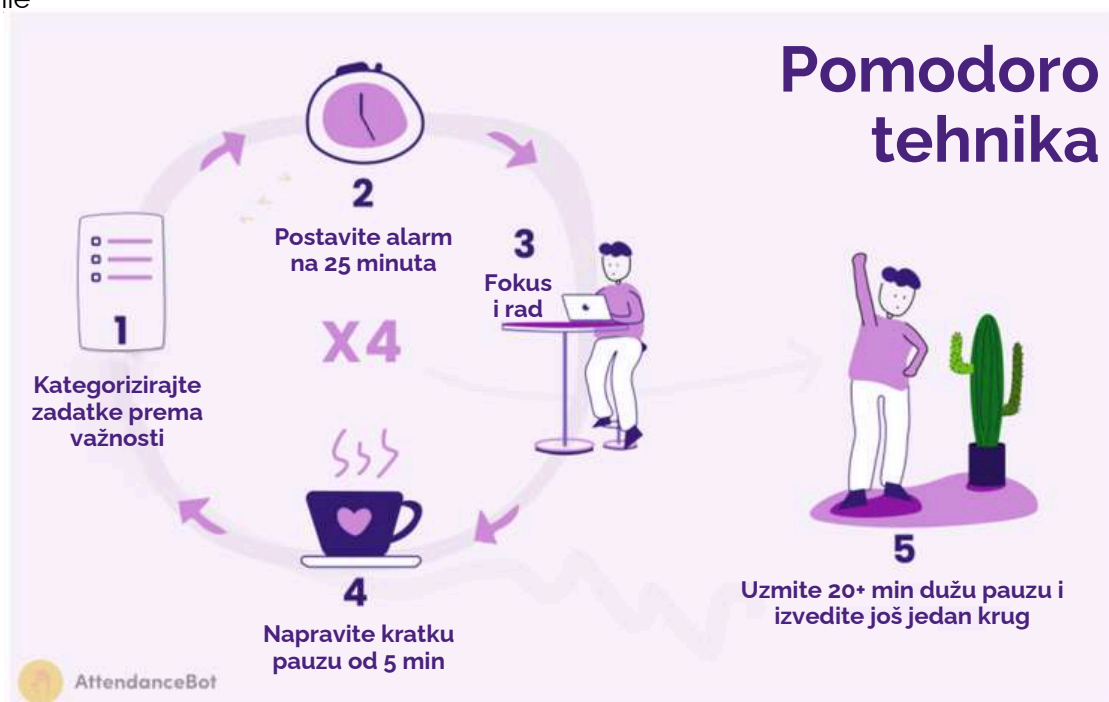 Pomodoro
tehnika
1
Kategorizirajte
zadatke prema
važnosti
2
Postavite alarm
na 25 minuta
3
Fokus
i rad
X4
4
Napravite kratku
pauzu od 5 min
5
Uzmite 20+ min dužu pauzu i
izvedite još jedan krug
AttendanceBot